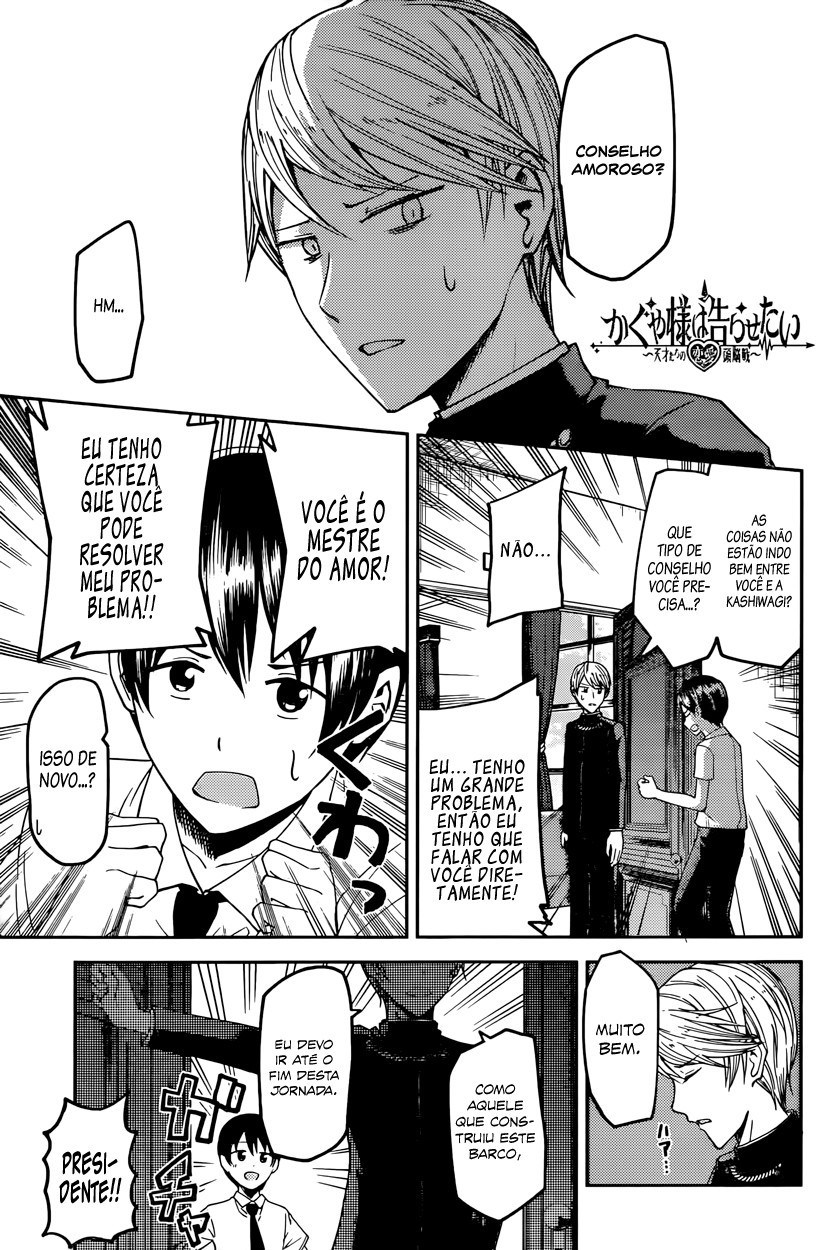 CONSELHO
AMOROSO?
HM...
かぐや様は告らせたい
～天才たちの恋愛頭脳戦～
AS
COISAS NÃO
ESTÃO INDO
BEM ENTRE
VOCÊ E A
KASHIWAGI?
QUE
TIPO DE
CONSELHO
VOCÊ PRE-
CISA...?
NÃO...
EU... TENHO
UM GRANDE
PROBLEMA,
ENTÃO EU
TENHO QUE
FALAR COM
VOCÊ DIRE-
TAMENTE!
VOCÊ É O
MESTRE
DO AMOR!
EU TENHO
CERTEZA
QUE VOCÊ
PODE
RESOLVER
MEU PRO-
BLEMA!!
ISSO DE
NOVO...?
くわっ
MUITO
BEM.
ハァ…
COMO
AQUELE
QUE CONS-
TRUIU ESTE
BARCO,
EU DEVO
IR ATÉ O
FIM DESTA
JORNADA.
ガチャ
PRESI-
DENTE!!